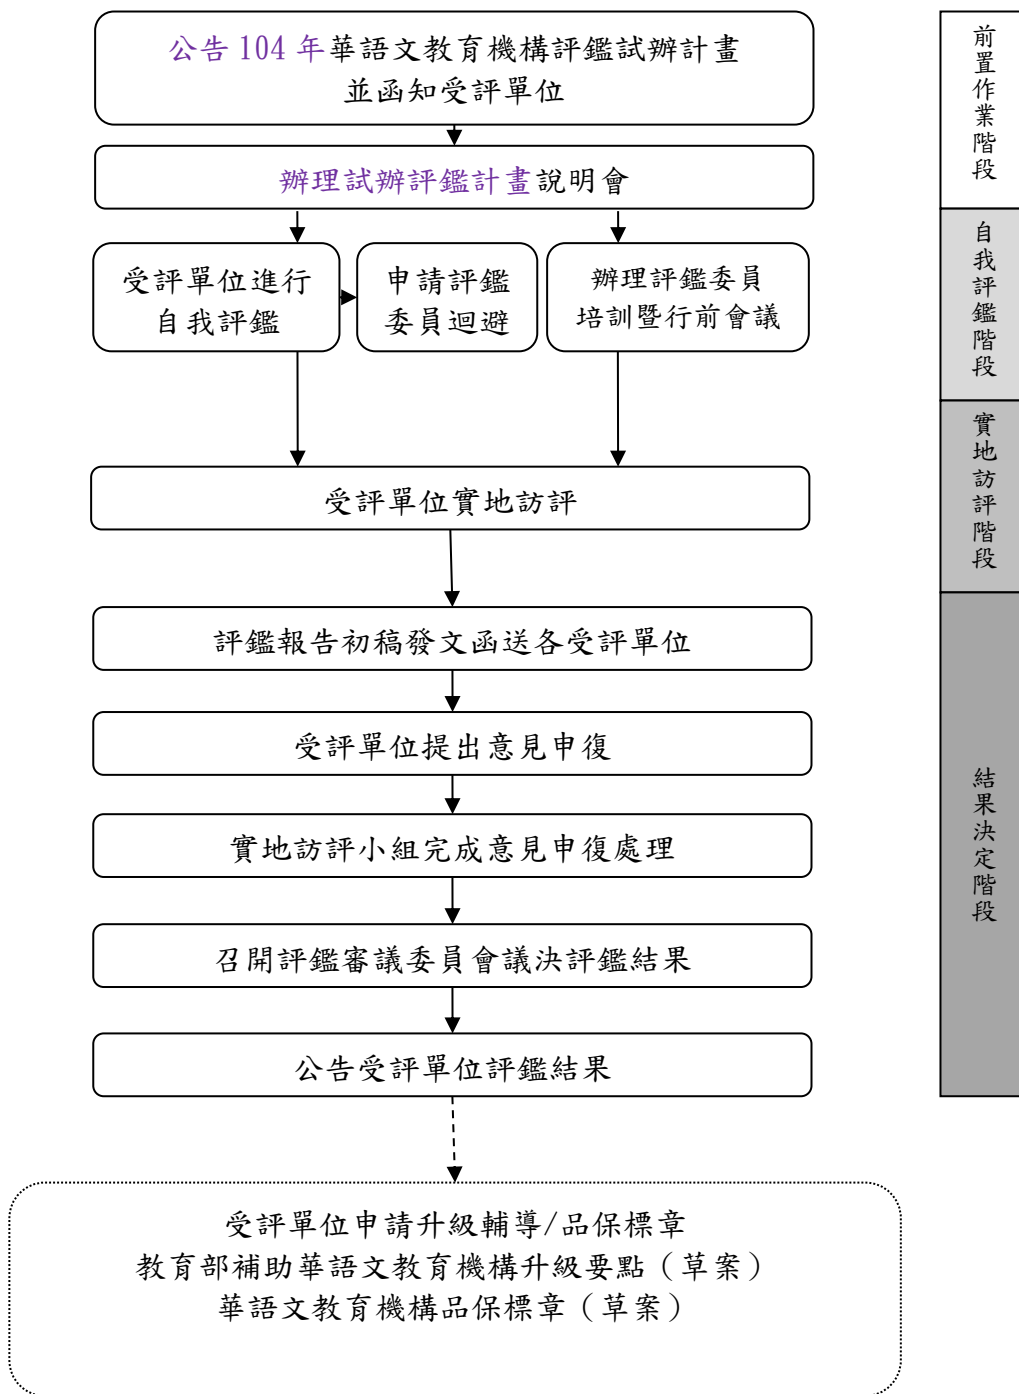 公告 104 年華語文教育機構評鑑試辦計畫
並函知受評單位
辦理試辦評鑑計畫說明會
受評單位進行
自我評鑑
申請評鑑
委員迴避
辦理評鑑委員
培訓暨行前會議
受評單位實地訪評
評鑑報告初稿發文函送各受評單位
受評單位提出意見申復
實地訪評小組完成意見申復處理
召開評鑑審議委員會議決評鑑結果
公告受評單位評鑑結果
受評單位申請升級輔導/品保標章
教育部補助華語文教育機構升級要點（草案）
華語文教育機構品保標章（草案）
前置作業階段
自我評鑑階段
實地訪評階段
結果決定階段